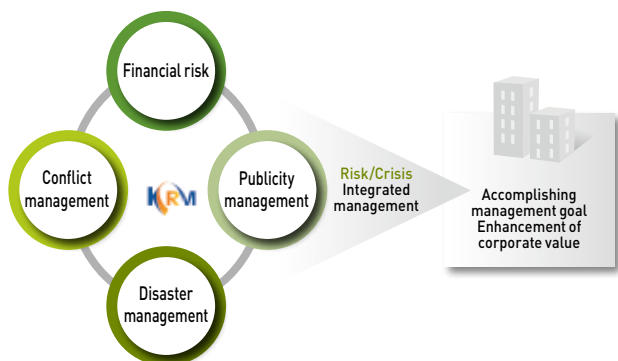 Financial risk
Conflict
management
KRM
Publicity
management
Disaster
management
Risk/Crisis
Integrated
management
Accomplishing
management goal
Enhancement of
corporate value